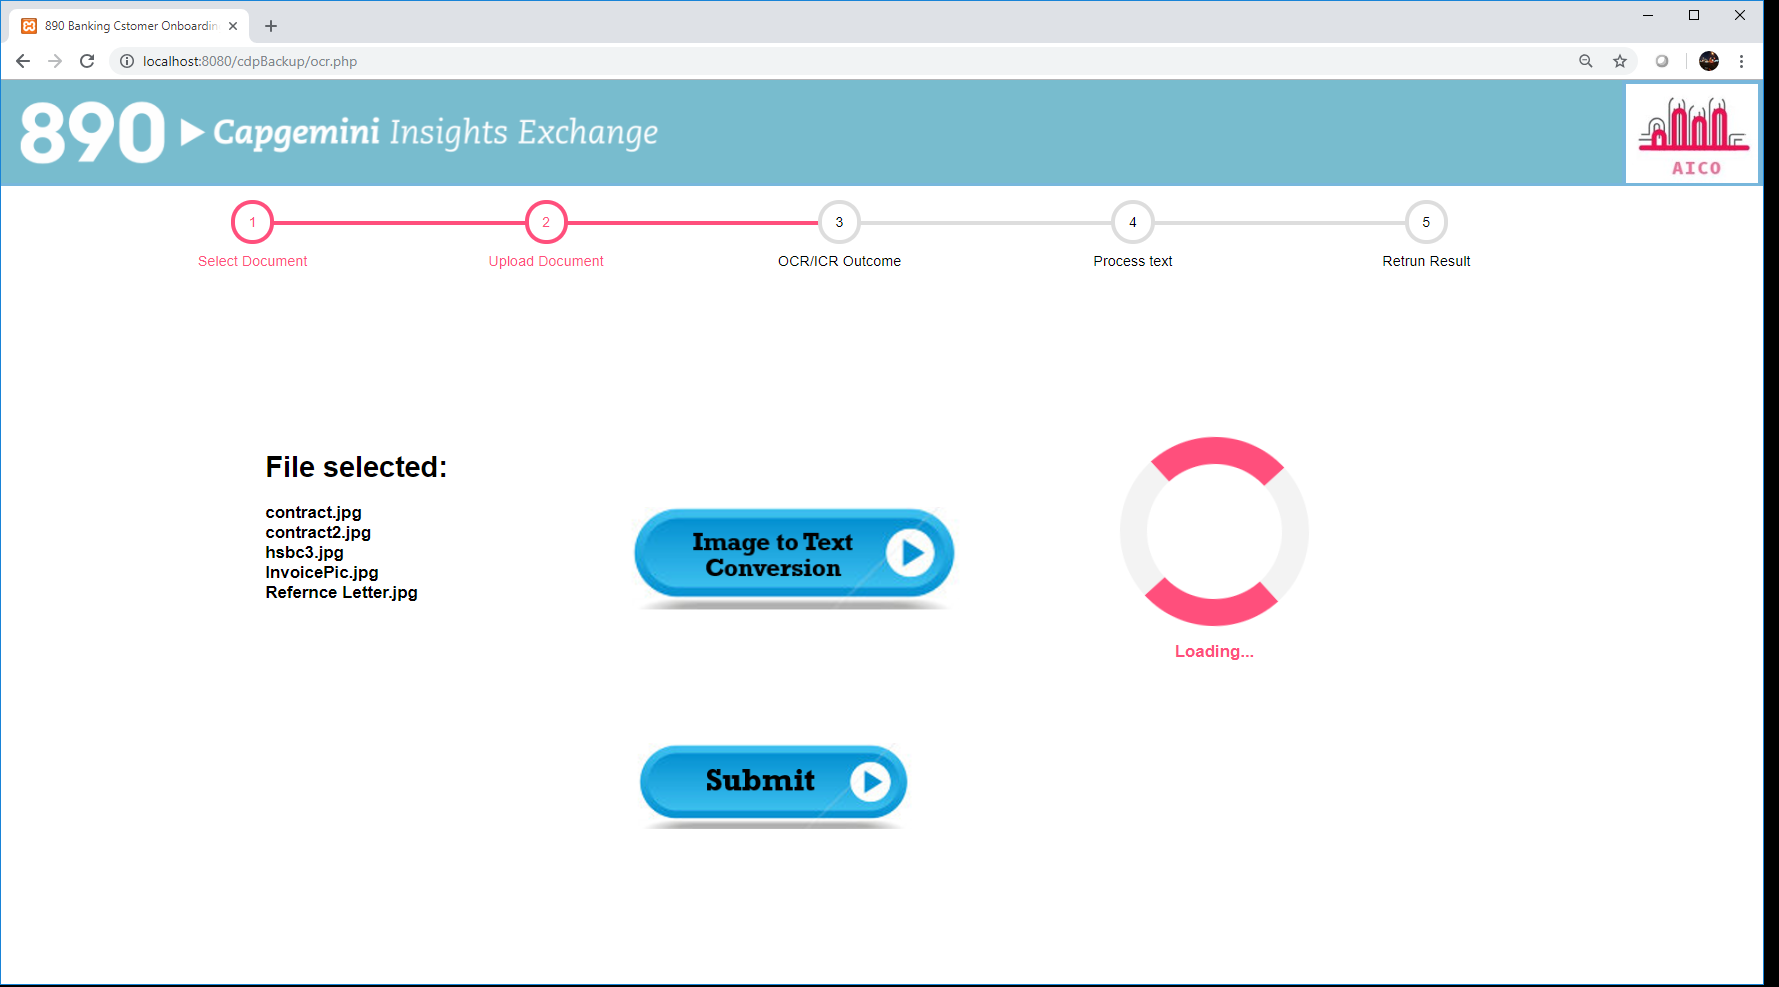 890 Banking Cstomer Onboardin
localhost:8080/cdpBackup/ocr.php
890 Capgemini Insights Exchange
AICO
1
2
3
4
5
Select Document
Upload Document
OCR/ICR Outcome
Process text
Retrun Result
File selected:
contract.jpg
contract2.jpg
hsbc3.jpg
InvoicePic.jpg
Refernce Letter.jpg
Image to Text
Conversion
Loading...
Submit